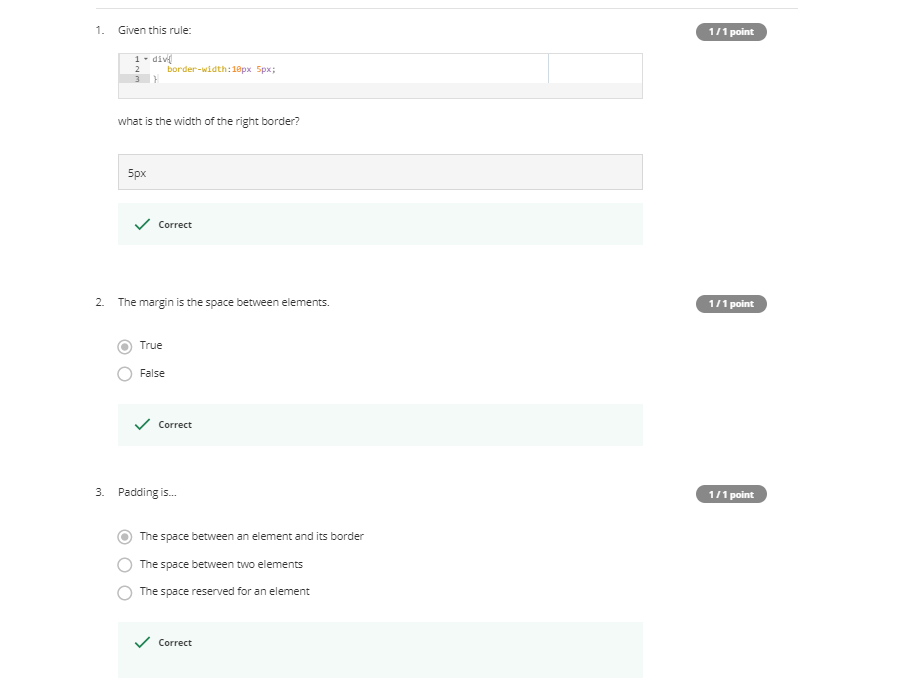 1. Given this rule:
1/1 point
1 div{
2 border-width:10px 5px;
3 }
what is the width of the right border?
5px
Correct
2. The margin is the space between elements.
1/1 point
True
False
Correct
3. Padding is...
1/1 point
The space between an element and its border
The space between two elements
The space reserved for an element
Correct